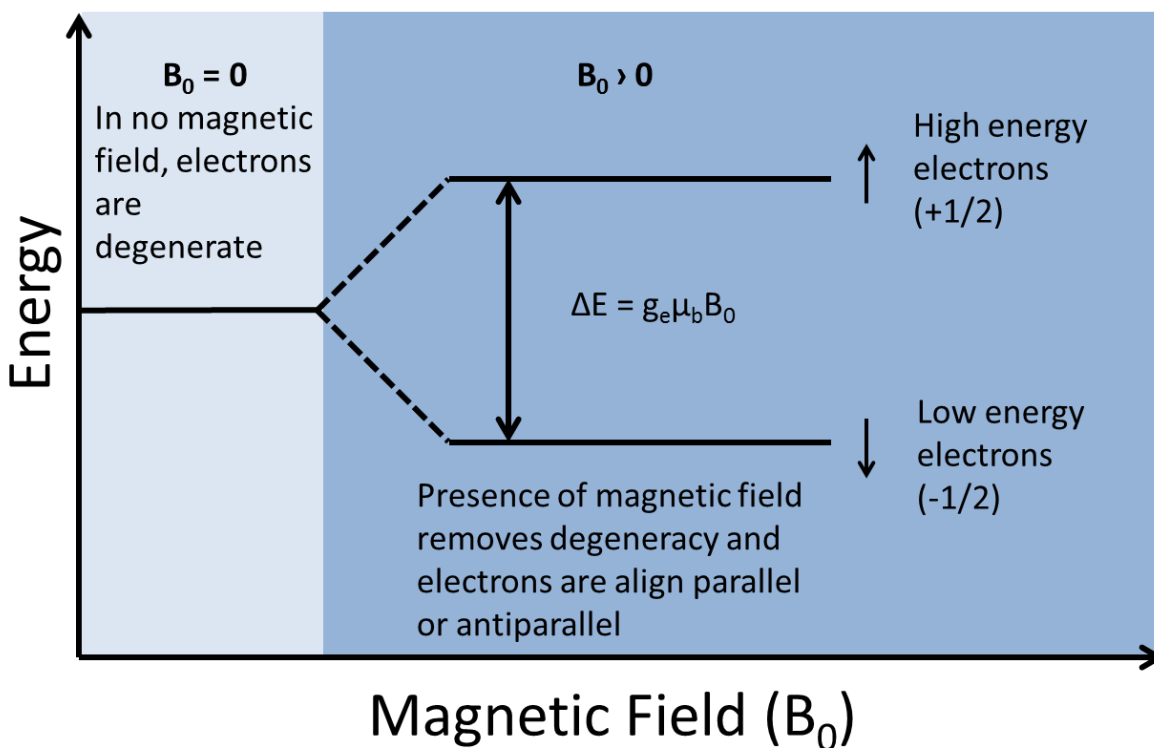 B₀ = 0
In no magnetic
field, electrons
are
degenerate
B₀ › 0
High energy
electrons
(+1/2)
ΔE = gₑμ_bB₀
Low energy
electrons
(-1/2)
Presence of magnetic field
removes degeneracy and
electrons are align parallel
or antiparallel
Energy
Magnetic Field (B₀)